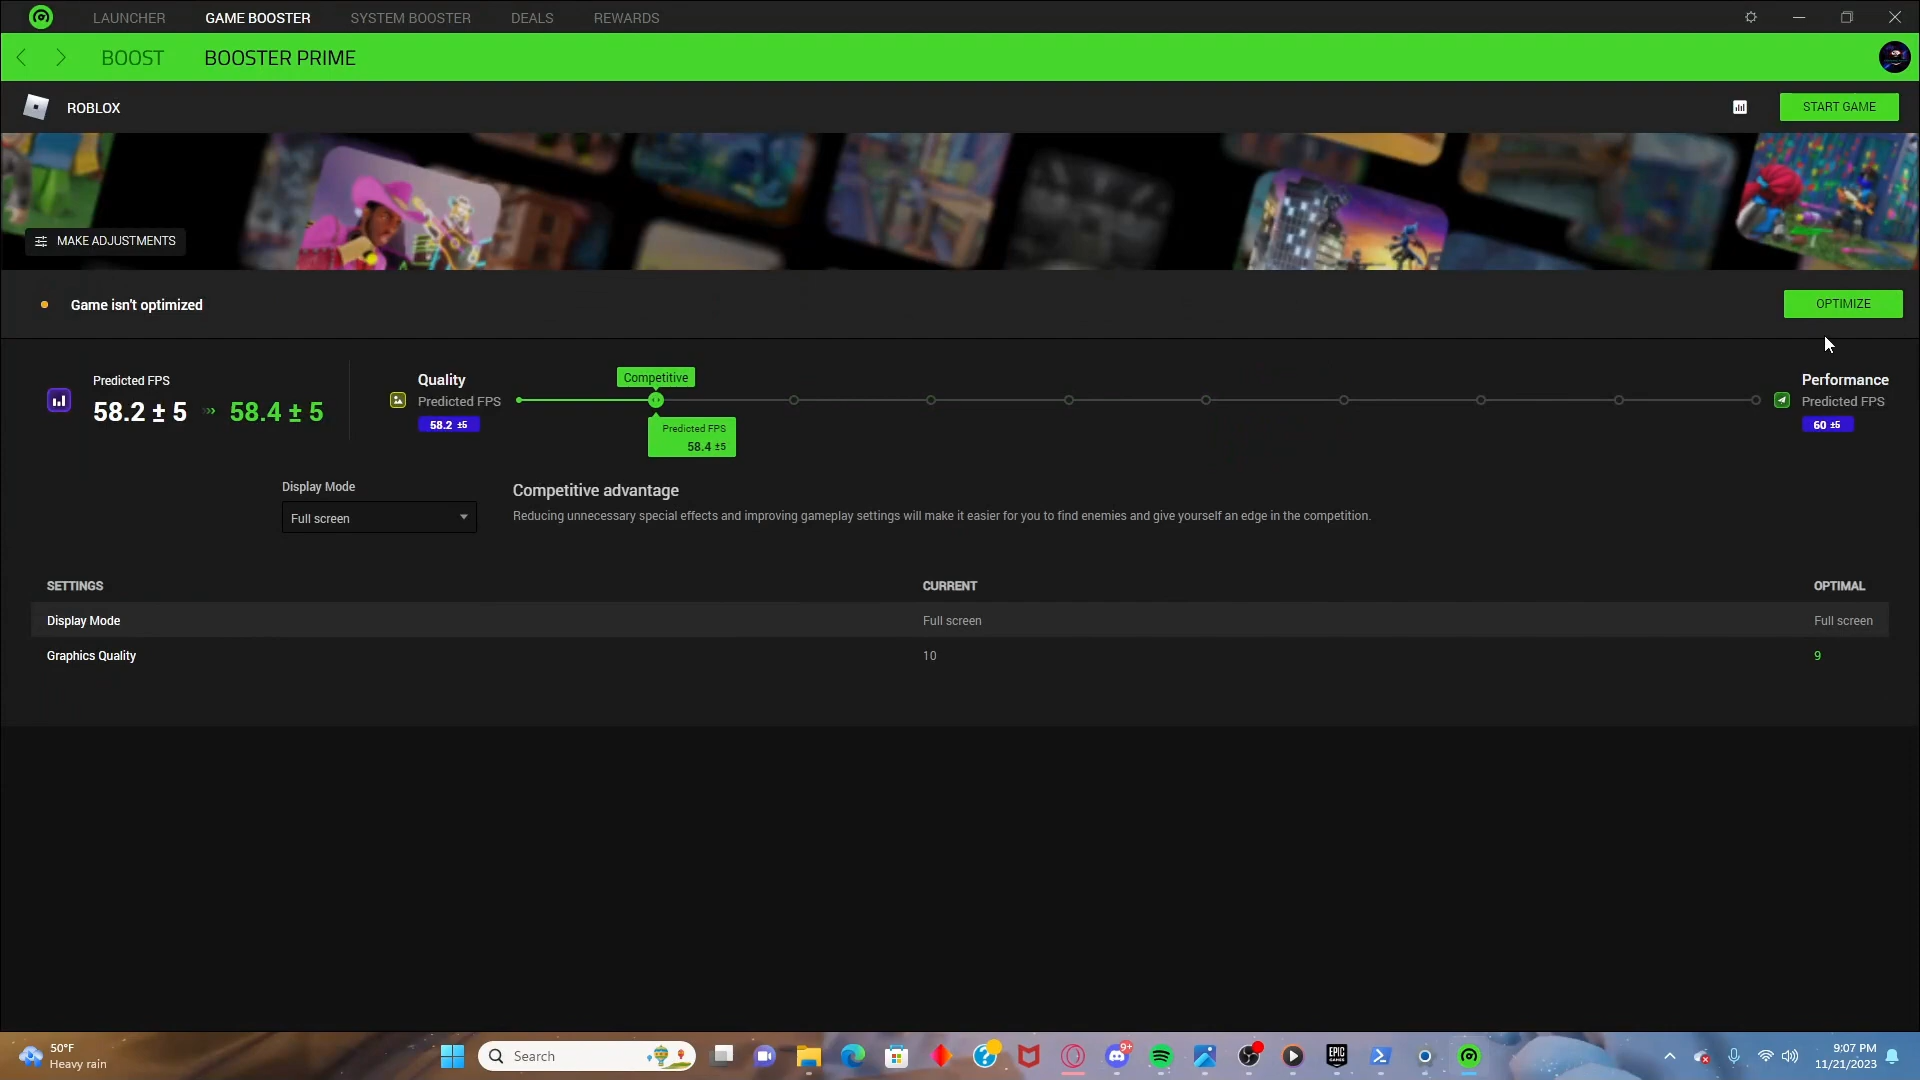 LAUNCHER GAME BOOSTER SYSTEM BOOSTER DEALS REWARDS
BOOST BOOSTER PRIME
ROBLOX START GAME
MAKE ADJUSTMENTS
Game isn't optimized OPTIMIZE
Predicted FPS
58.2 ± 5 58.4 ± 5
Quality
Predicted FPS
58.2 ±5
Competitive
Predicted FPS
58.4 ±5
Performance
Predicted FPS
60 ±5
Display Mode
Full screen
Competitive advantage
Reducing unnecessary special effects and improving gameplay settings will make it easier for you to find enemies and give yourself an edge in the competition.
SETTINGS CURRENT OPTIMAL
Display Mode Full screen Full screen
Graphics Quality 10 9
50°F
Heavy rain
Search
9+
EPIC
GAMES
9:07 PM
11/21/2023